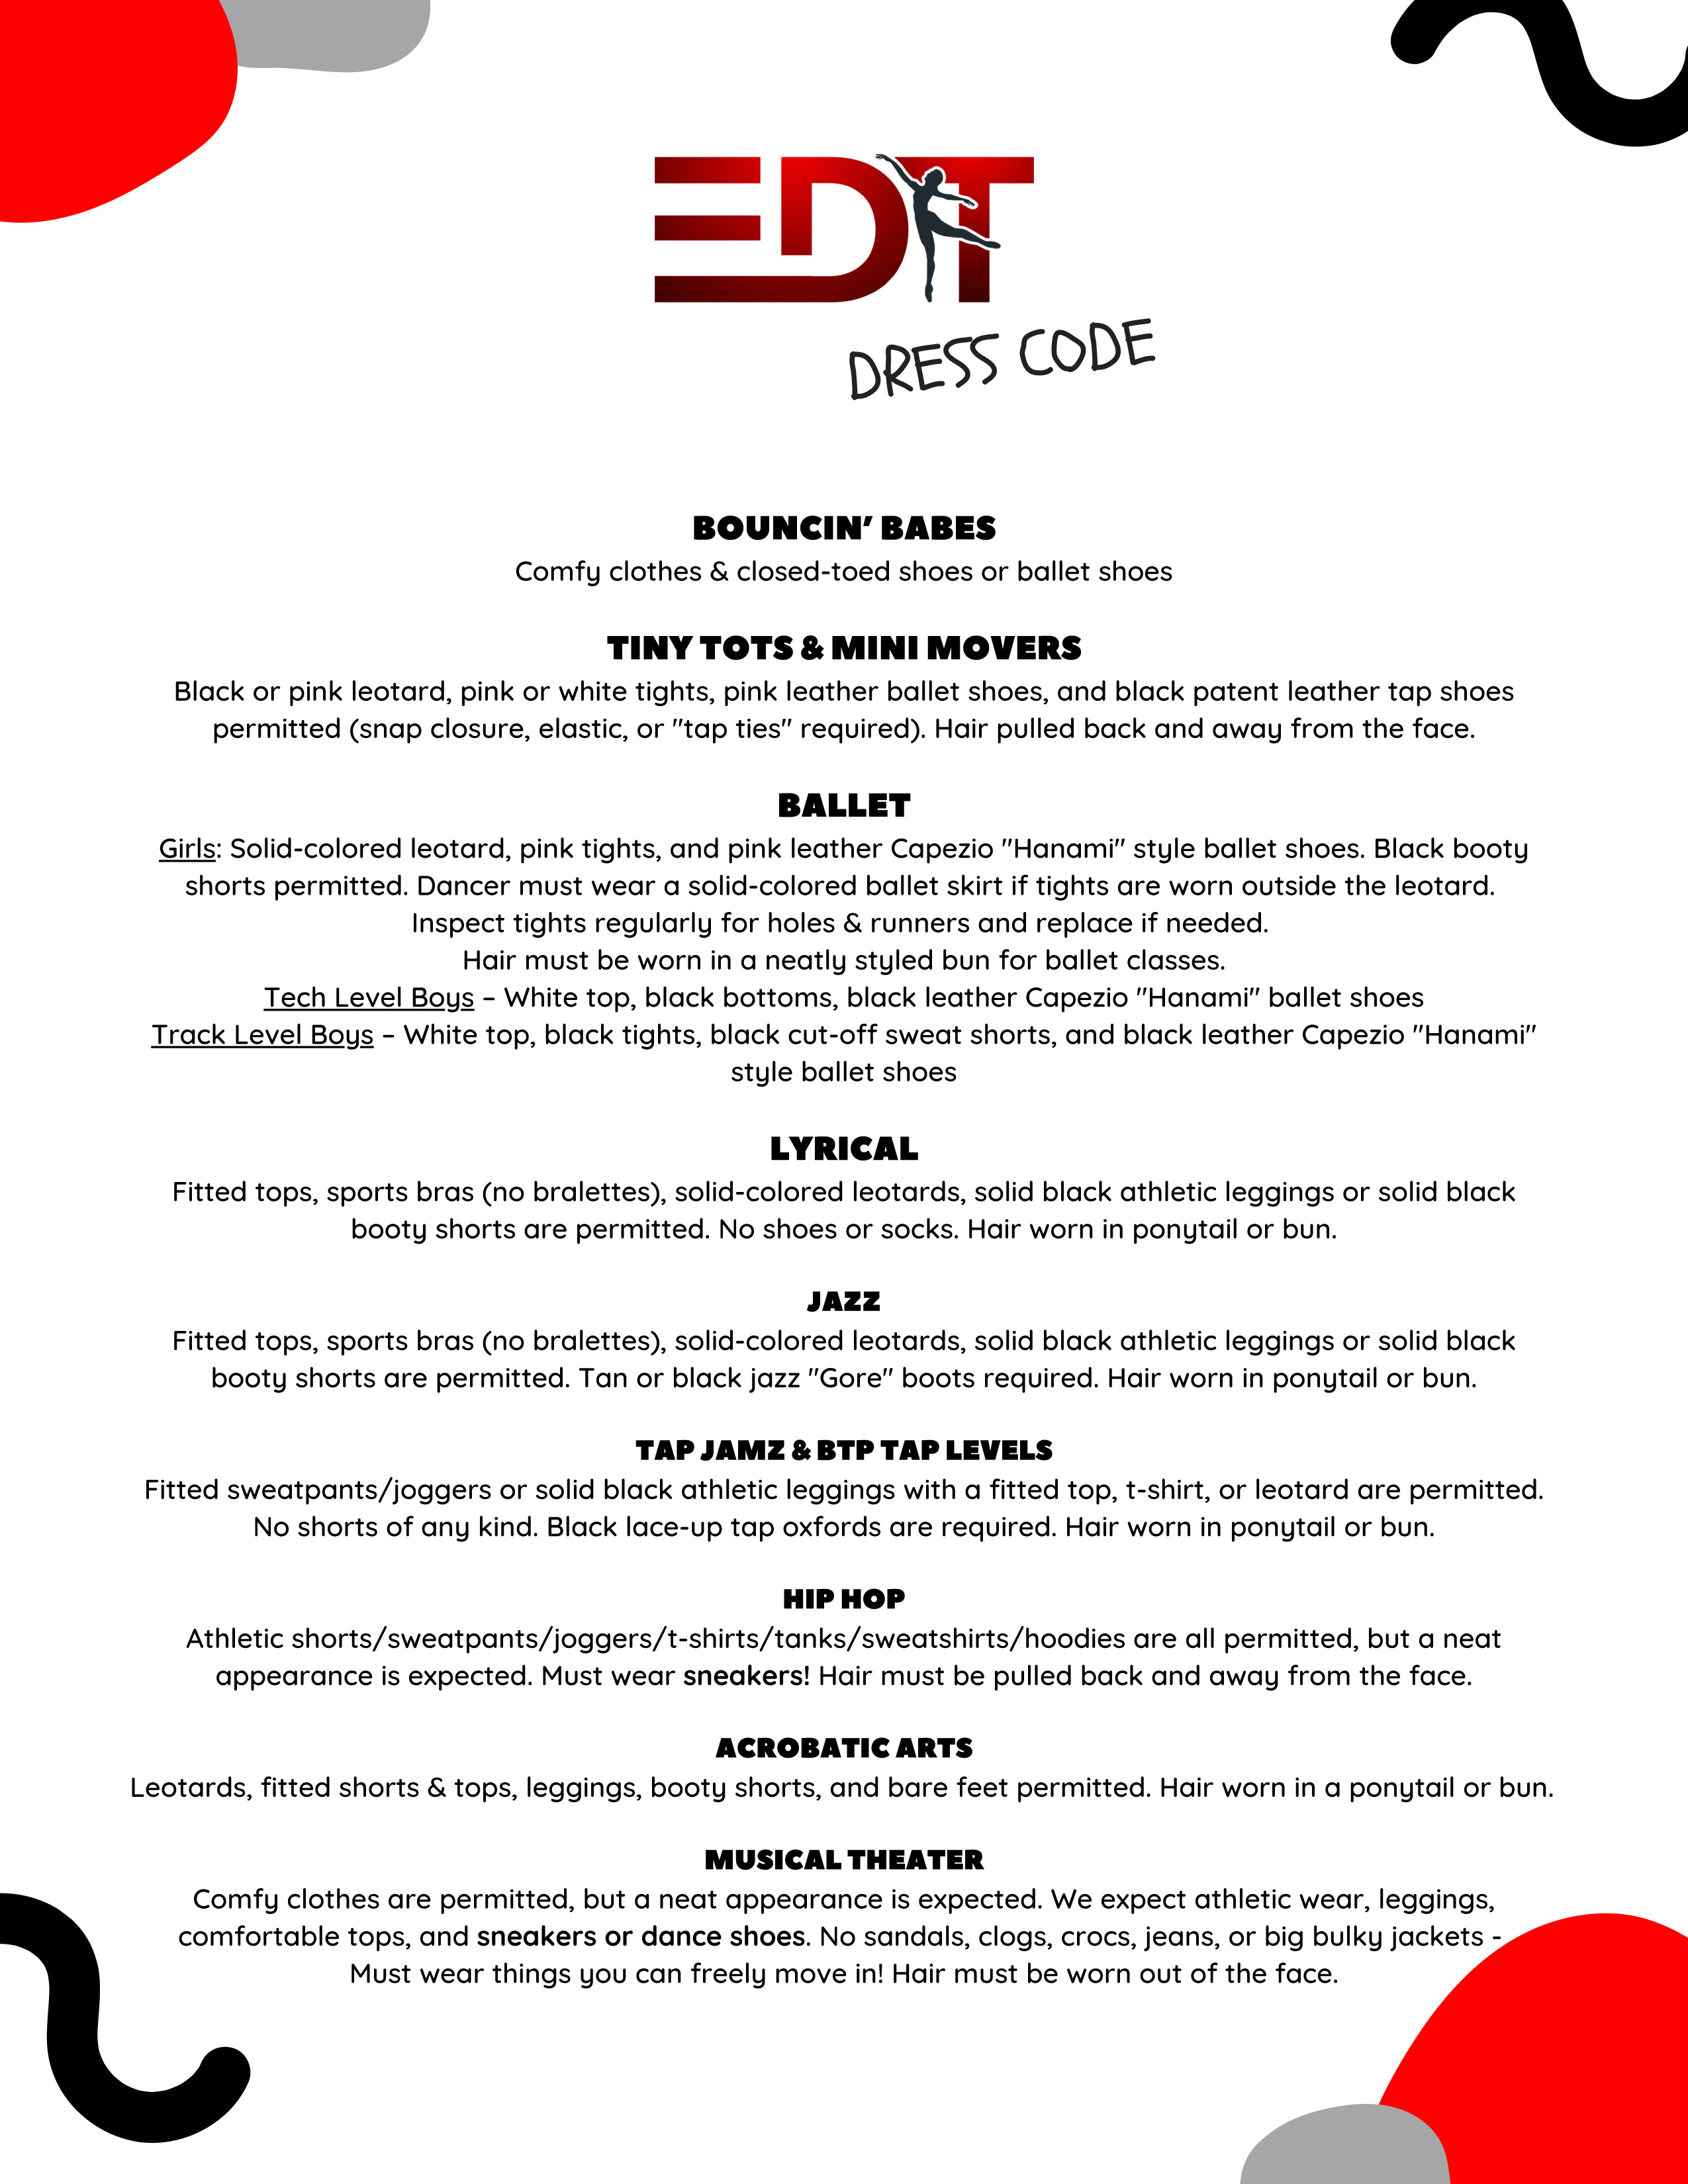 EDT
DRESS CODE
BOUNCIN' BABES
Comfy clothes & closed-toed shoes or ballet shoes
TINY TOTS & MINI MOVERS
Black or pink leotard, pink or white tights, pink leather ballet shoes, and black patent leather tap shoes
permitted (snap closure, elastic, or "tap ties" required). Hair pulled back and away from the face.
BALLET
Girls: Solid-colored leotard, pink tights, and pink leather Capezio "Hanami" style ballet shoes. Black booty
shorts permitted. Dancer must wear a solid-colored ballet skirt if tights are worn outside the leotard.
Inspect tights regularly for holes & runners and replace if needed.
Hair must be worn in a neatly styled bun for ballet classes.
Tech Level Boys – White top, black bottoms, black leather Capezio "Hanami" ballet shoes
Track Level Boys – White top, black tights, black cut-off sweat shorts, and black leather Capezio "Hanami"
style ballet shoes
LYRICAL
Fitted tops, sports bras (no bralettes), solid-colored leotards, solid black athletic leggings or solid black
booty shorts are permitted. No shoes or socks. Hair worn in ponytail or bun.
JAZZ
Fitted tops, sports bras (no bralettes), solid-colored leotards, solid black athletic leggings or solid black
booty shorts are permitted. Tan or black jazz "Gore" boots required. Hair worn in ponytail or bun.
TAP JAMZ & BTP TAP LEVELS
Fitted sweatpants/joggers or solid black athletic leggings with a fitted top, t-shirt, or leotard are permitted.
No shorts of any kind. Black lace-up tap oxfords are required. Hair worn in ponytail or bun.
HIP HOP
Athletic shorts/sweatpants/joggers/t-shirts/tanks/sweatshirts/hoodies are all permitted, but a neat
appearance is expected. Must wear sneakers! Hair must be pulled back and away from the face.
ACROBATIC ARTS
Leotards, fitted shorts & tops, leggings, booty shorts, and bare feet permitted. Hair worn in a ponytail or bun.
MUSICAL THEATER
Comfy clothes are permitted, but a neat appearance is expected. We expect athletic wear, leggings,
comfortable tops, and sneakers or dance shoes. No sandals, clogs, crocs, jeans, or big bulky jackets -
Must wear things you can freely move in! Hair must be worn out of the face.